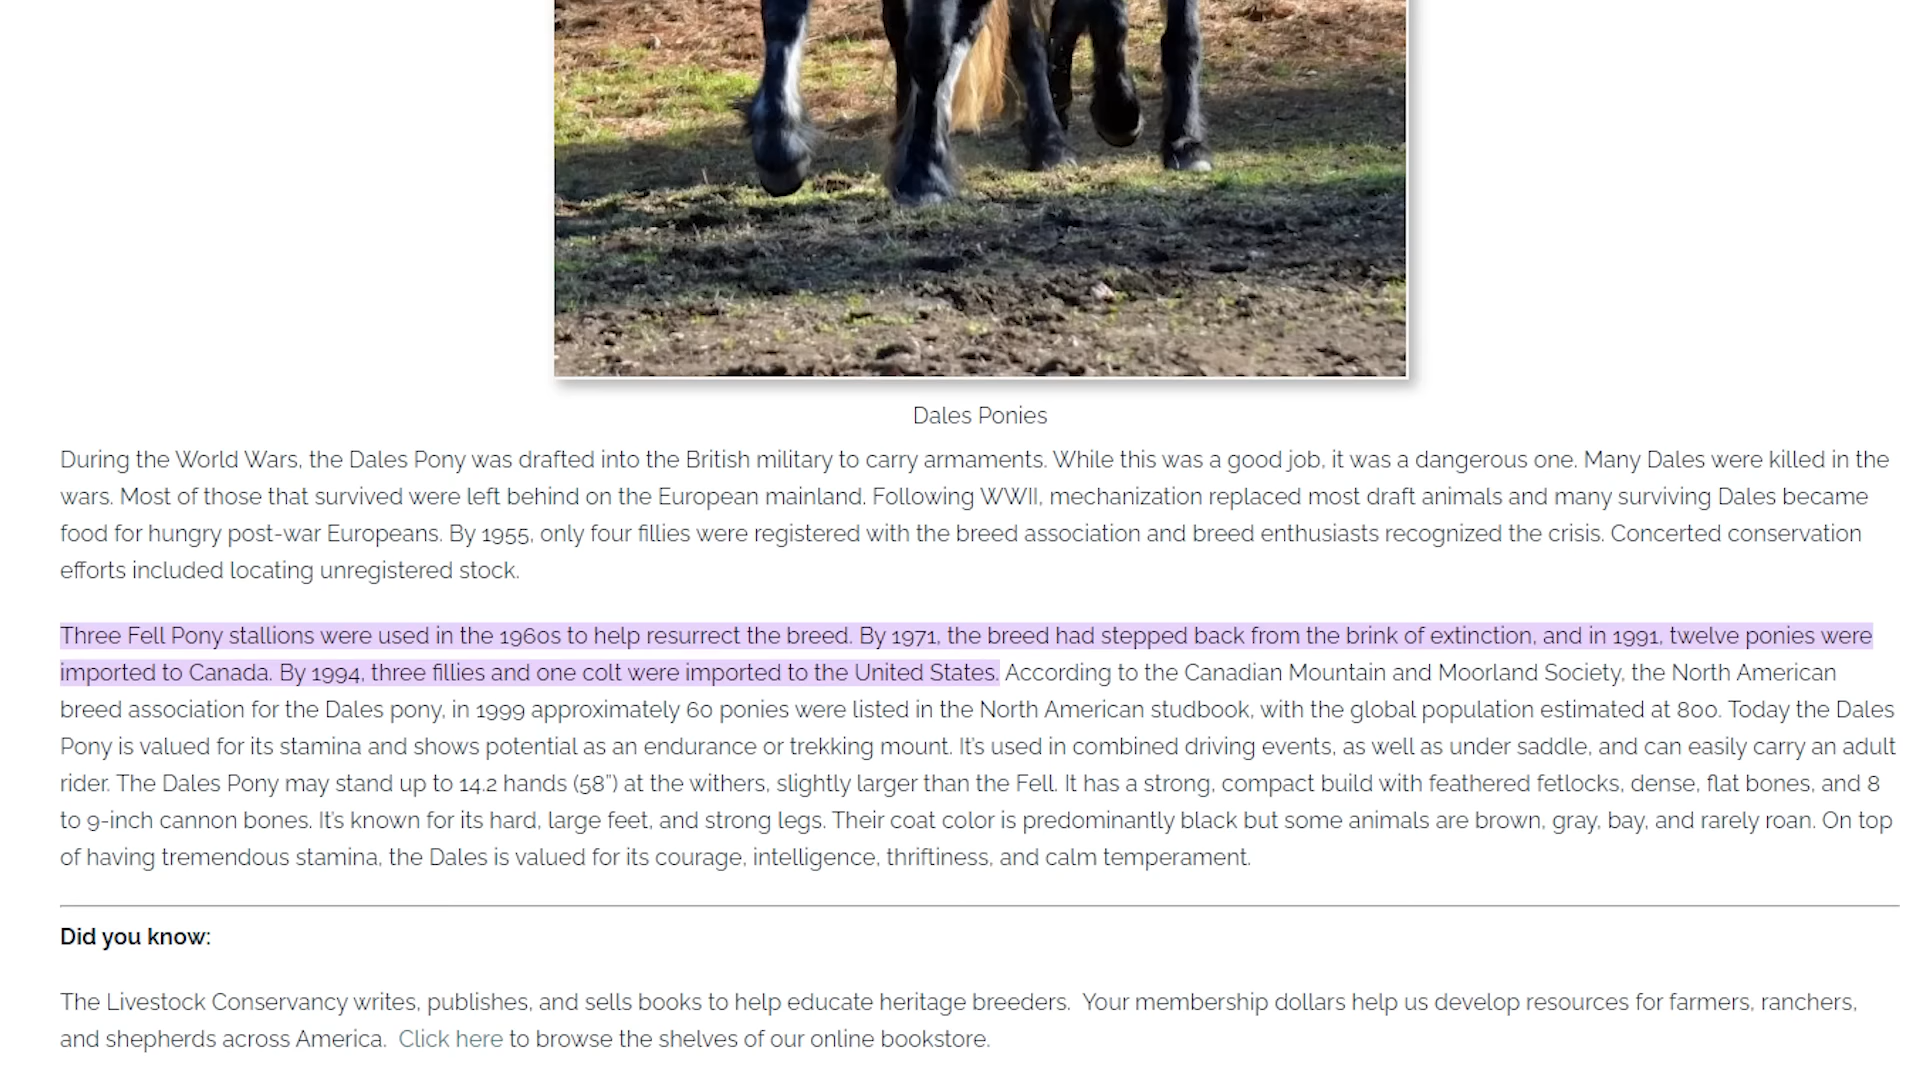 Dales Ponies
During the World Wars, the Dales Pony was drafted into the British military to carry armaments. While this was a good job, it was a dangerous one. Many Dales were killed in the
wars. Most of those that survived were left behind on the European mainland. Following WWII, mechanization replaced most draft animals and many surviving Dales became
food for hungry post-war Europeans. By 1955, only four fillies were registered with the breed association and breed enthusiasts recognized the crisis. Concerted conservation
efforts included locating unregistered stock.
Three Fell Pony stallions were used in the 1960s to help resurrect the breed. By 1971, the breed had stepped back from the brink of extinction, and in 1991, twelve ponies were
imported to Canada. By 1994, three fillies and one colt were imported to the United States. According to the Canadian Mountain and Moorland Society, the North American
breed association for the Dales pony, in 1999 approximately 60 ponies were listed in the North American studbook, with the global population estimated at 800. Today the Dales
Pony is valued for its stamina and shows potential as an endurance or trekking mount. It's used in combined driving events, as well as under saddle, and can easily carry an adult
rider. The Dales Pony may stand up to 14.2 hands (58”) at the withers, slightly larger than the Fell. It has a strong, compact build with feathered fetlocks, dense, flat bones, and 8
to 9-inch cannon bones. It's known for its hard, large feet, and strong legs. Their coat color is predominantly black but some animals are brown, gray, bay, and rarely roan. On top
of having tremendous stamina, the Dales is valued for its courage, intelligence, thriftiness, and calm temperament.
Did you know:
The Livestock Conservancy writes, publishes, and sells books to help educate heritage breeders.  Your membership dollars help us develop resources for farmers, ranchers,
and shepherds across America.  Click here to browse the shelves of our online bookstore.